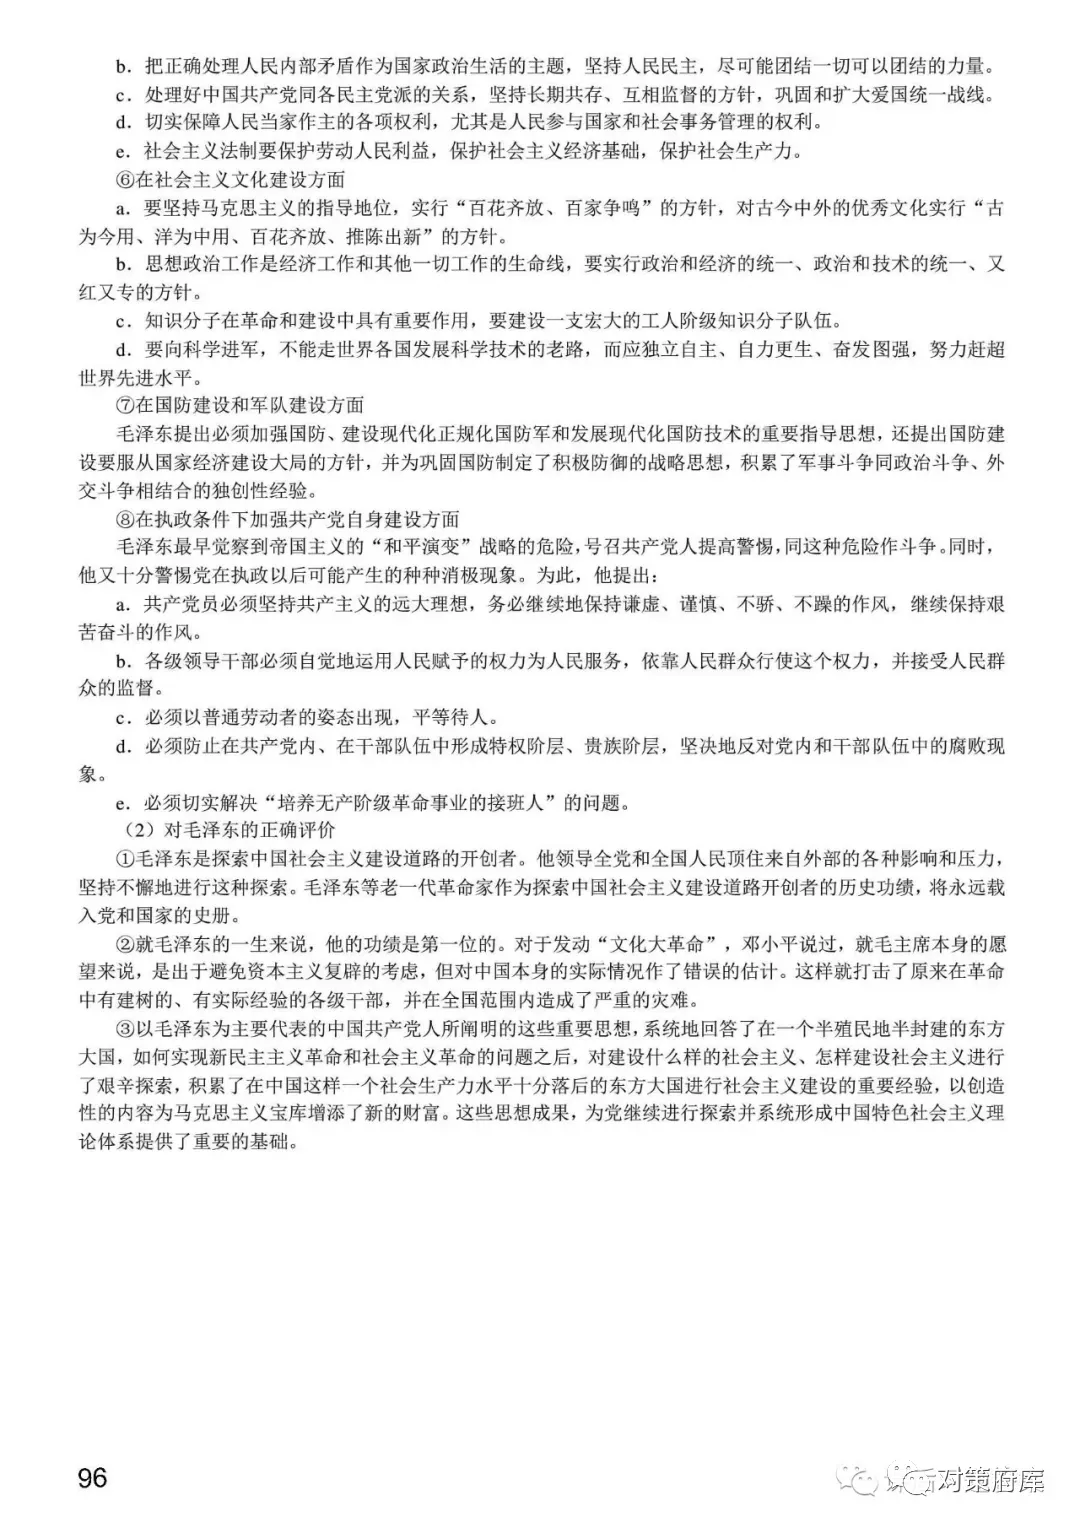 b．把正确处理人民内部矛盾作为国家政治生活的主题，坚持人民民主，尽可能团结一切可以团结的力量。
c．处理好中国共产党同各民主党派的关系，坚持长期共存、互相监督的方针，巩固和扩大爱国统一战线。
d．切实保障人民当家作主的各项权利，尤其是人民参与国家和社会事务管理的权利。
e．社会主义法制要保护劳动人民利益，保护社会主义经济基础，保护社会生产力。
⑥在社会主义文化建设方面
a．要坚持马克思主义的指导地位，实行“百花齐放、百家争鸣”的方针，对古今中外的优秀文化实行“古
为今用、洋为中用、百花齐放、推陈出新”的方针。
b．思想政治工作是经济工作和其他一切工作的生命线，要实行政治和经济的统一、政治和技术的统一、又
红又专的方针。
c．知识分子在革命和建设中具有重要作用，要建设一支宏大的工人阶级知识分子队伍。
d．要向科学进军，不能走世界各国发展科学技术的老路，而应独立自主、自力更生、奋发图强，努力赶超
世界先进水平。
⑦在国防建设和军队建设方面
毛泽东提出必须加强国防、建设现代化正规化国防军和发展现代化国防技术的重要指导思想，还提出国防建
设要服从国家经济建设大局的方针，并为巩固国防制定了积极防御的战略思想，积累了军事斗争同政治斗争、外
交斗争相结合的独创性经验。
⑧在执政条件下加强共产党自身建设方面
毛泽东最早觉察到帝国主义的“和平演变”战略的危险，号召共产党人提高警惕，同这种危险作斗争。同时，
他又十分警惕党在执政以后可能产生的种种消极现象。为此，他提出：
a．共产党员必须坚持共产主义的远大理想，务必继续地保持谦虚、谨慎、不骄、不躁的作风，继续保持艰
苦奋斗的作风。
b．各级领导干部必须自觉地运用人民赋予的权力为人民服务，依靠人民群众行使这个权力，并接受人民群
众的监督。
c．必须以普通劳动者的姿态出现，平等待人。
d．必须防止在共产党内、在干部队伍中形成特权阶层、贵族阶层，坚决地反对党内和干部队伍中的腐败现
象。
e．必须切实解决“培养无产阶级革命事业的接班人”的问题。
（2）对毛泽东的正确评价
①毛泽东是探索中国社会主义建设道路的开创者。他领导全党和全国人民顶住来自外部的各种影响和压力，
坚持不懈地进行这种探索。毛泽东等老一代革命家作为探索中国社会主义建设道路开创者的历史功绩，将永远载
入党和国家的史册。
②就毛泽东的一生来说，他的功绩是第一位的。对于发动“文化大革命”，邓小平说过，就毛主席本身的愿
望来说，是出于避免资本主义复辟的考虑，但对中国本身的实际情况作了错误的估计。这样就打击了原来在革命
中有建树的、有实际经验的各级干部，并在全国范围内造成了严重的灾难。
③以毛泽东为主要代表的中国共产党人所阐明的这些重要思想，系统地回答了在一个半殖民地半封建的东方
大国，如何实现新民主主义革命和社会主义革命的问题之后，对建设什么样的社会主义、怎样建设社会主义进行
了艰辛探索，积累了在中国这样一个社会生产力水平十分落后的东方大国进行社会主义建设的重要经验，以创造
性的内容为马克思主义宝库增添了新的财富。这些思想成果，为党继续进行探索并系统形成中国特色社会主义理
论体系提供了重要的基础。
96
对策府库